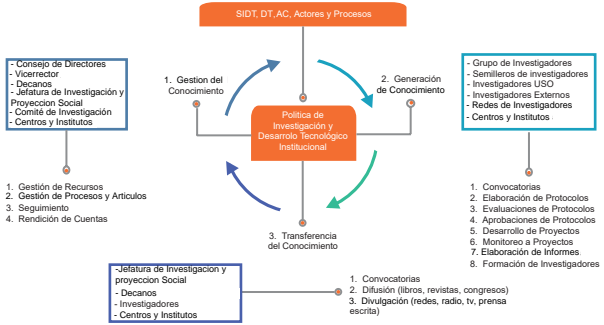 SIDT, DT, AC, Actores y Procesos
- Consejo de Directores
- Vicerrector
- Decanos
- Jefatura de Investigación y
Proyeccion Social
- Comité de Investigación
- Centros y Institutos
1. Gestion del
Conocimiento
2. Generación
de Conocimiento
- Grupo de Investigadores
- Semilleros de investigadores
- Investigadores USO
- Investigadores Externos
- Redes de Investigadores
- Centros y Institutos
Politica de
Investigación y
Desarrolo Tecnológico
Institucional
1. Gestión de Recursos
2. Gestión de Procesos y Articulos
3. Seguimiento
4. Rendición de Cuentas
3. Transferencia
del Conocimiento
1. Convocatorias
2. Elaboración de Protocolos
3. Evaluaciones de Protocolos
4. Aprobaciones de Protocolos
5. Desarrollo de Proyectos
6. Monitoreo a Proyectos
7. Elaboración de Informes
8. Formación de Investigadores
-Jefatura de Investigacion y
proyeccion Social
- Decanos
- Investigadores
- Centros y Institutos
1. Convocatorias
2. Difusión (libros, revistas, congresos)
3. Divulgación (redes, radio, tv, prensa
escrita)